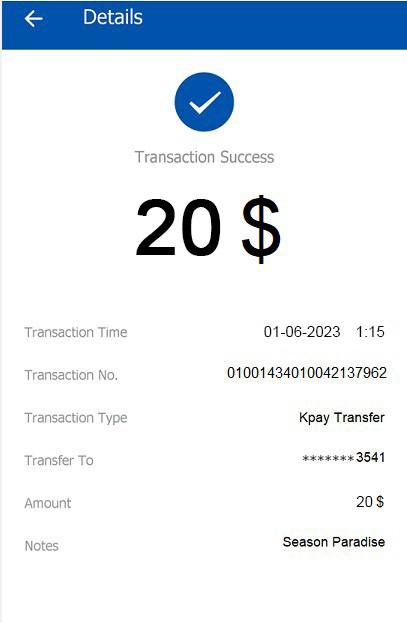 Details
Transaction Success
20 $
Transaction Time 01-06-2023 1:15
Transaction No. 01001434010042137962
Transaction Type Kpay Transfer
Transfer To *******3541
Amount 20 $
Notes Season Paradise